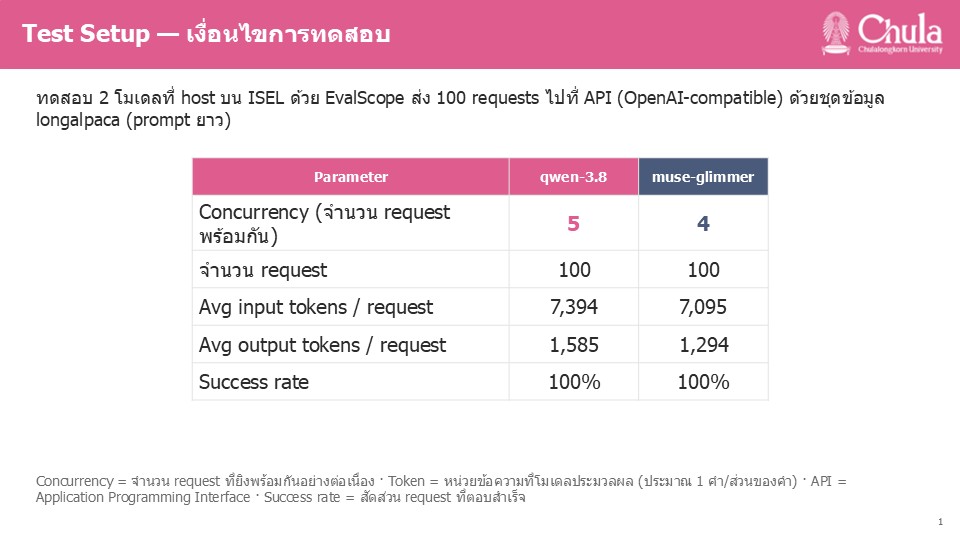 Test Setup — เงื่อนไขการทดสอบ
Chula
Chulalongkorn University
ทดสอบ 2 โมเดลที่ host บน ISEL ด้วย EvalScope ส่ง 100 requests ไปที่ API (OpenAI-compatible) ด้วยชุดข้อมูล
longalpaca (prompt ยาว)
Parameter qwen-3.8 muse-glimmer
Concurrency (จำนวน request
พร้อมกัน) 5 4
จำนวน request 100 100
Avg input tokens / request 7,394 7,095
Avg output tokens / request 1,585 1,294
Success rate 100% 100%
Concurrency = จำนวน request ที่ยิงพร้อมกันอย่างต่อเนื่อง · Token = หน่วยข้อความที่โมเดลประมวลผล (ประมาณ 1 คำ/ส่วนของคำ) · API =
Application Programming Interface · Success rate = สัดส่วน request ที่ตอบสำเร็จ
1